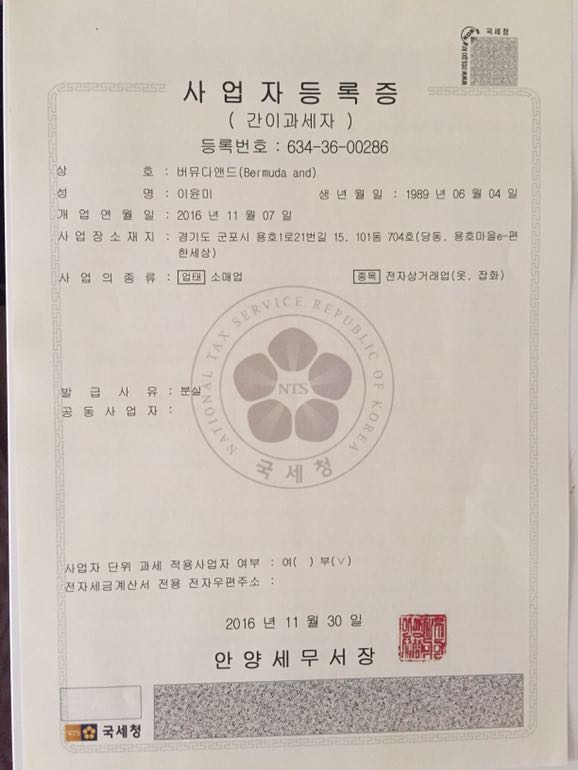 국세청
사업자등록증
( 간이과세자 )
등록번호 : 634-36-00286
상 호 : 버뮤다앤드(Bermuda and)
성 명 : 이윤미 생 년 월 일 : 1989 년 06 월 04 일
개 업 연 월 일 : 2016 년 11 월 07 일
사 업 장 소 재 지 : 경기도 군포시 용호1로21번길 15, 101동 704호(당동, 용호마을e-편
한세상)
사 업 의 종 류 : 업태 소매업 종목 전자상거래업(옷, 잡화)
NATIONAL TAX SERVICE REPUBLIC OF KOREA
NTS
국세청
발 급 사 유 : 분실
공 동 사 업 자 :
사업자 단위 과세 적용사업자 여부 : 여( ) 부(∨)
전자세금계산서 전용 전자우편주소 :
2016 년 11 월 30 일
안양세무서장
NTS 국세청